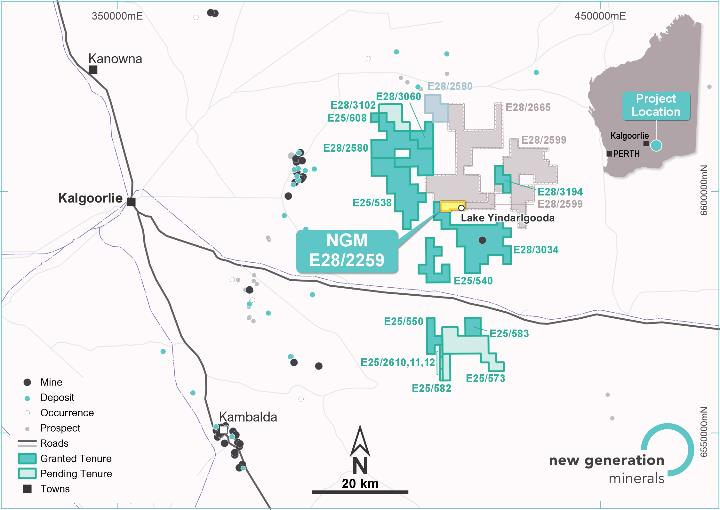 350000mE
450000mE
Kanowna
E28/2580
E28/3060
E28/3102
E25/608
E28/2665
Project
Location
Kalgoorlie
PERTH
E28/2580
E28/2599
E28/3194
6600000mN
Kalgoorlie
E25/538
E28/2599
Lake Yindarlgooda
NGM
E28/2259
E28/3034
E25/540
E25/550
E25/583
E25/2610,11,12
E25/573
E25/582
Mine
Deposit
Occurrence
Prospect
Roads
Granted Tenure
Pending Tenure
Towns
Kambalda
N
20 km
6550000mN
new generation
minerals